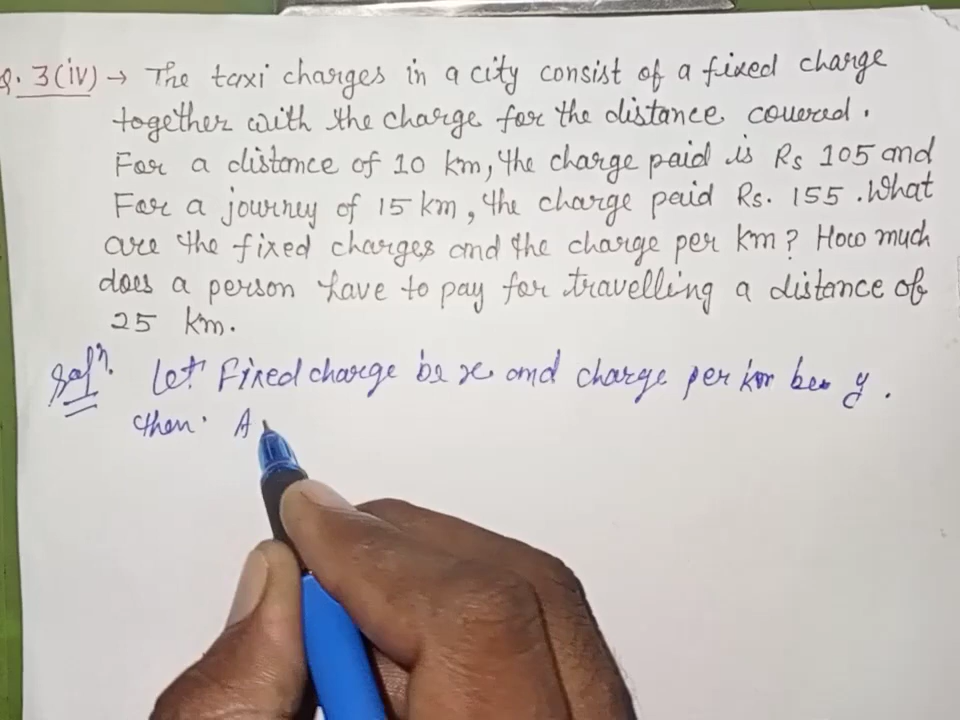 Q. 3(iv) → The taxi charges in a city consist of a fixed charge
together with the charge for the distance covered.
For a distance of 10 km, the charge paid is Rs 105 and
For a journey of 15 km, the charge paid Rs. 155. What
are the fixed charges and the charge per km? How much
does a person have to pay for travelling a distance of
25 km.
Solⁿ. Let Fixed charge be x and charge per km be y.
then. A